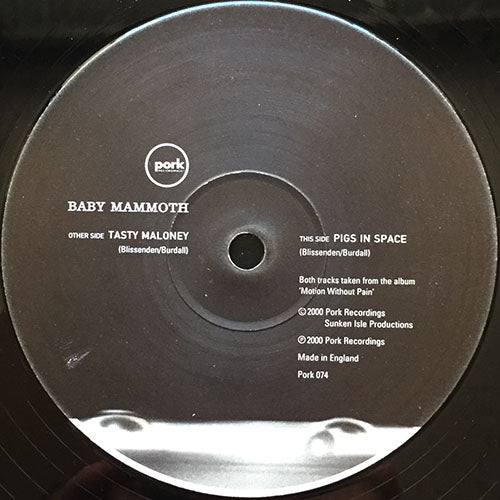 pork
RECORDINGS
BABY MAMMOTH
OTHER SIDE TASTY MALONEY
(Blissenden/Burdall)
THIS SIDE PIGS IN SPACE
(Blissenden/Burdall)
Both tracks taken from the album
'Motion Without Pain'
©2000 Pork Recordings
Sunken Isle Productions
℗2000 Pork Recordings
Made in England
Pork 074